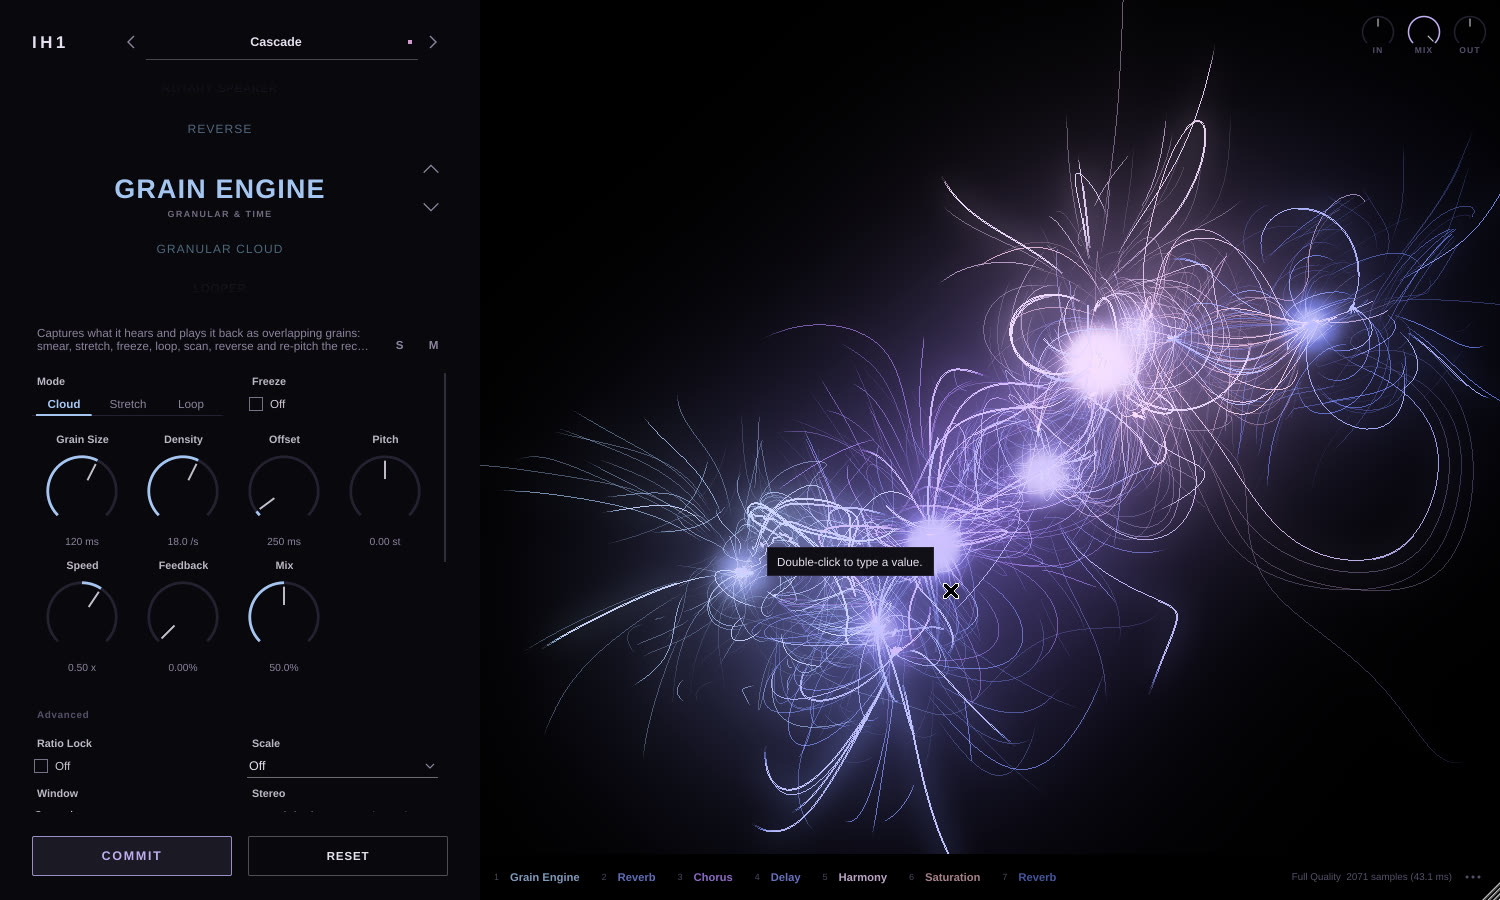 IH1
Cascade
IN MIX OUT
ROTARY SPEAKER
REVERSE
GRAIN ENGINE
GRANULAR & TIME
GRANULAR CLOUD
LOOPER
Captures what it hears and plays it back as overlapping grains:
smear, stretch, freeze, loop, scan, reverse and re-pitch the rec…
S M
Mode Freeze
Cloud Stretch Loop Off
Grain Size Density Offset Pitch
120 ms 18.0 /s 250 ms 0.00 st
Speed Feedback Mix
0.50 x 0.00% 50.0%
Double-click to type a value.
Advanced
Ratio Lock Scale
Off Off
Window Stereo
COMMIT RESET
1 Grain Engine 2 Reverb 3 Chorus 4 Delay 5 Harmony 6 Saturation 7 Reverb
Full Quality 2071 samples (43.1 ms)